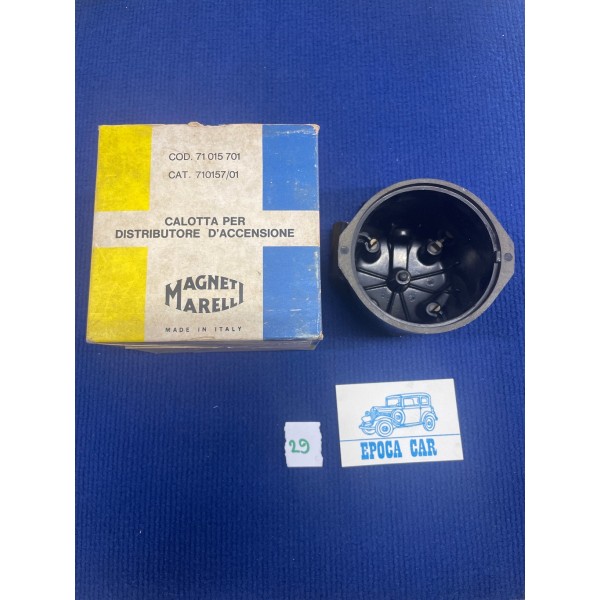 COD. 71 015 701
CAT. 710157/01
CALOTTA PER
DISTRIBUTORE D'ACCENSIONE
MAGNETI
MARELLI
MADE IN ITALY
29
EPOCA CAR